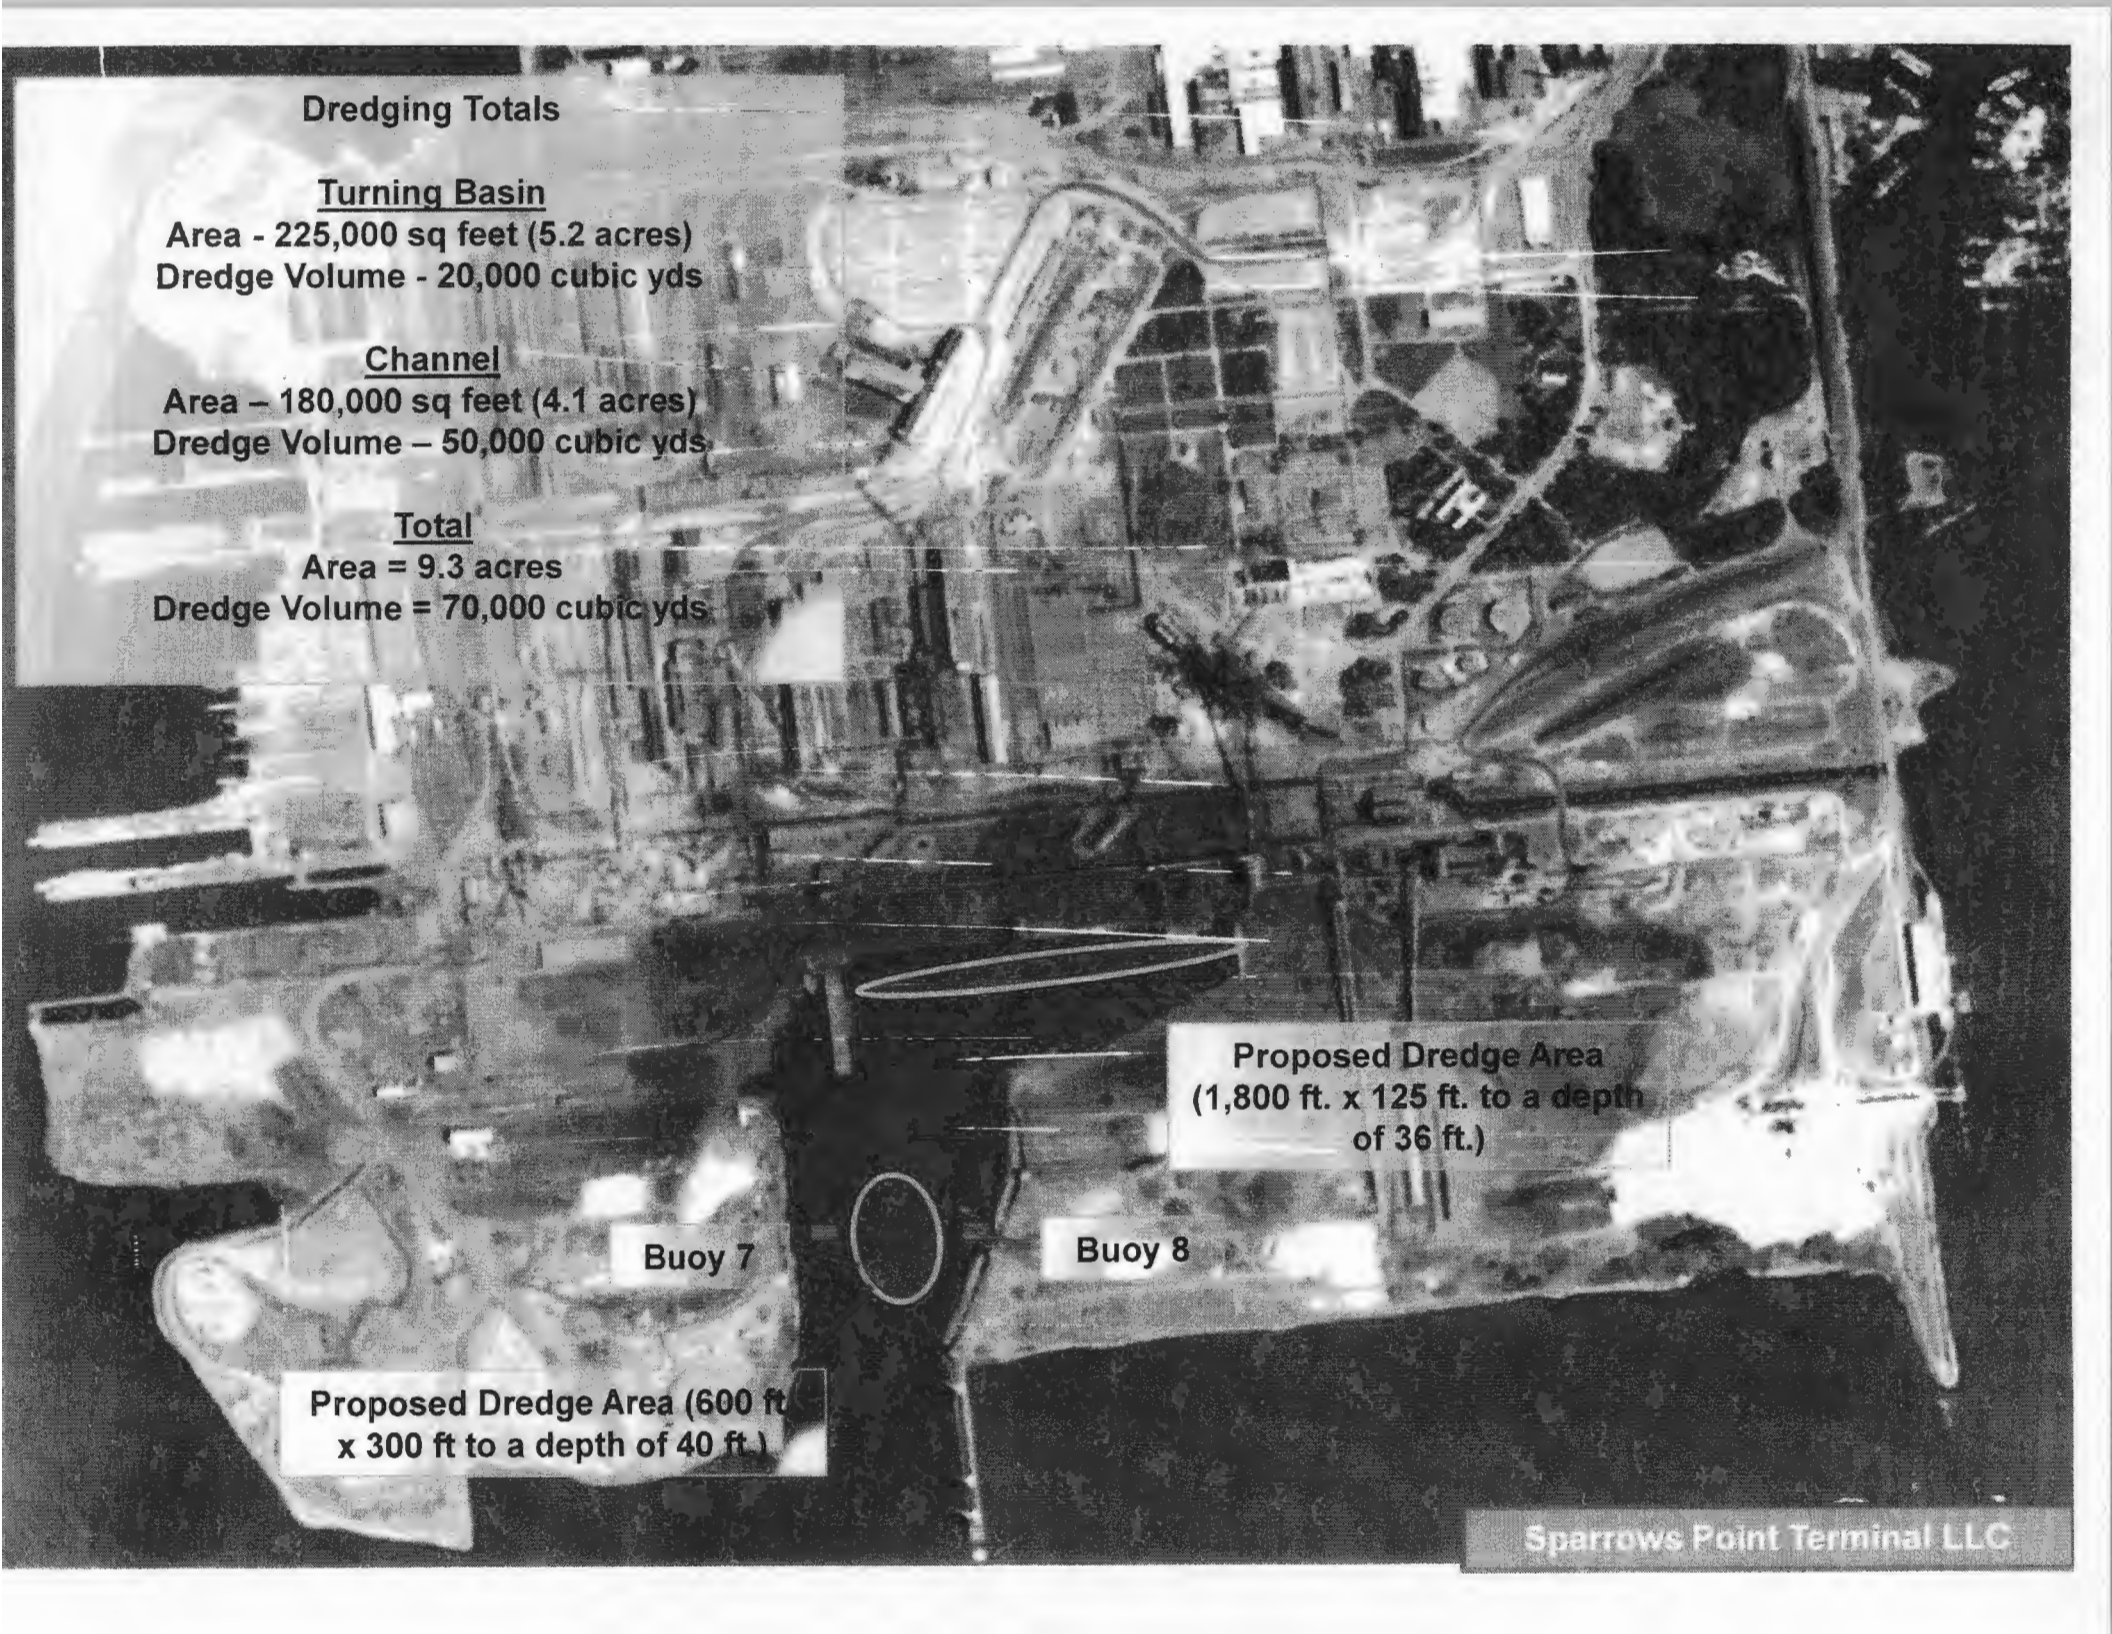 Dredging Totals
Turning Basin
Area - 225,000 sq feet (5.2 acres)
Dredge Volume - 20,000 cubic yds
Channel
Area – 180,000 sq feet (4.1 acres)
Dredge Volume – 50,000 cubic yds
Total
Area = 9.3 acres
Dredge Volume = 70,000 cubic yds
Proposed Dredge Area
(1,800 ft. x 125 ft. to a depth
of 36 ft.)
Buoy 7
Buoy 8
Proposed Dredge Area (600 ft
x 300 ft to a depth of 40 ft.)
Sparrows Point Terminal LLC